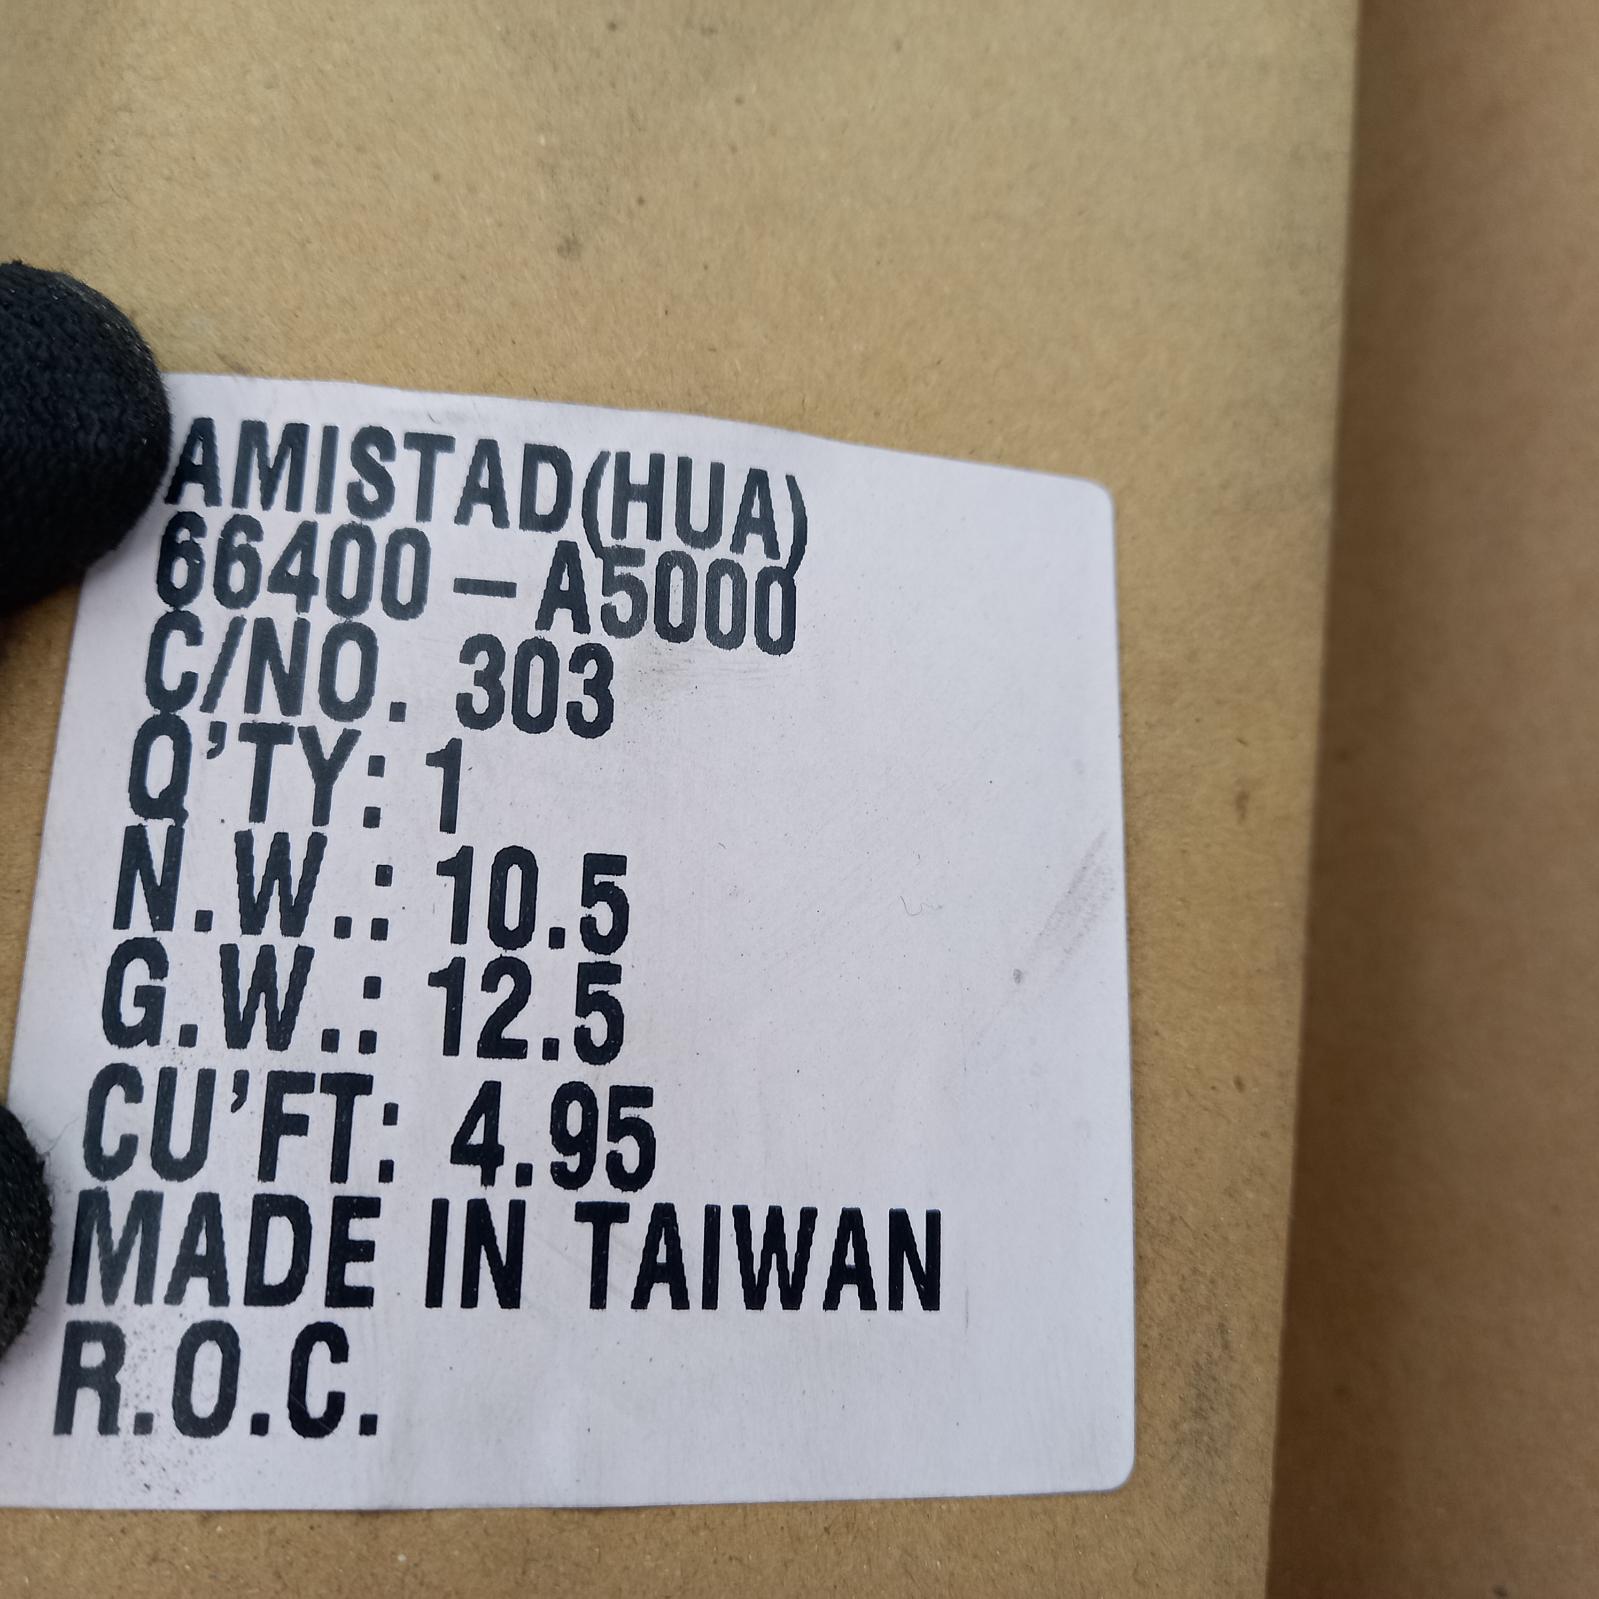 AMISTAD(HUA)
66400-A5000
C/NO. 303
Q'TY: 1
N.W.: 10.5
G.W.: 12.5
CU'FT: 4.95
MADE IN TAIWAN
R.O.C.